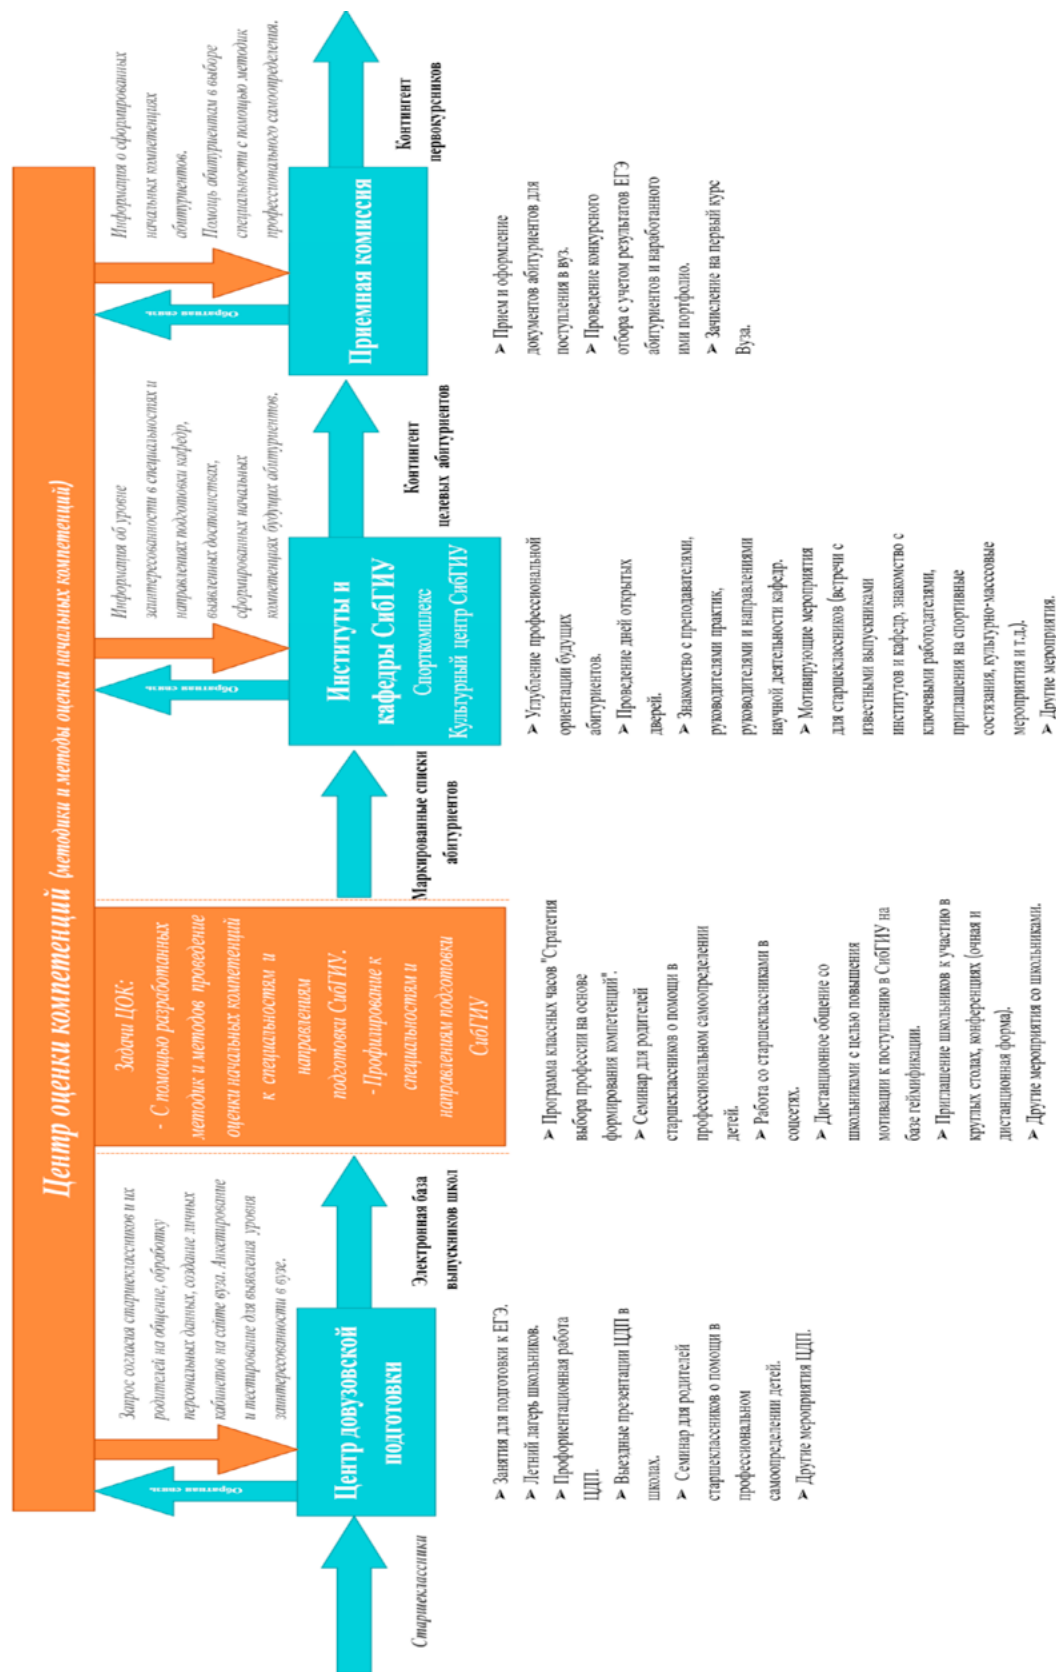 Центр оценки компетенций (методики и методы оценки начальных компетенций)
Запрос согласия старшеклассников и их
родителей на общение, обработку
персональных данных, создание личных
кабинетов на сайте вуза. Анкетирование
и тестирование для выявления уровня
заинтересованности в вузе.
Задачи ЦОК:
- С помощью разработанных
методик и методов проведение
оценки начальных компетенций
к специальностям и
направлениям
подготовки СибГИУ.
- Профилирование к
специальностям и
направлениям подготовки
СибГИУ
Информация об уровне
заинтересованности в специальностях и
направлениях подготовки кафедр,
выявленных достоинствах,
сформированных начальных
компетенциях будущих абитуриентов.
Информация о сформированных
начальных компетенциях
абитуриентов.
Помощь абитуриентам в выборе
специальности с помощью методик
профессионального самоопределения.
Обратная связь
Обратная связь
Обратная связь
Старшеклассники
Центр довузовской
подготовки
Электронная база
выпускников школ
Маркированные списки
абитуриентов
Институты и
кафедры СибГИУ
Спорткомплекс
Культурный центр СибГИУ
Контингент
целевых абитуриентов
Приемная комиссия
Контингент
первокурсников
➤ Занятия для подготовки к ЕГЭ.
➤ Летний лагерь школьников.
➤ Профориентационная работа
ЦДП.
➤ Выездные презентации ЦДП в
школах.
➤ Семинар для родителей
старшеклассников о помощи в
профессиональном
самоопределении детей.
➤ Другие мероприятия ЦДП.
➤ Программа классных часов "Стратегия
выбора профессии на основе
формирования компетенций".
➤ Семинар для родителей
старшеклассников о помощи в
профессиональном самоопределении
детей.
➤ Работа со старшеклассниками в
соцсетях.
➤ Дистанционное общение со
школьниками с целью повышения
мотивации к поступлению в СибГИУ на
базе геймификации.
➤ Приглашение школьников к участию в
круглых столах, конференциях (очная и
дистанционная форма).
➤ Другие мероприятия со школьниками.
➤ Углубление профессиональной
ориентации будущих
абитуриентов.
➤ Проведение дней открытых
дверей.
➤ Знакомство с преподавателями,
руководителями практик,
руководителями и направлениями
научной деятельности кафедр.
➤ Мотивирующие мероприятия
для старшеклассников (встречи с
известными выпускниками
институтов и кафедр, знакомство с
ключевыми работодателями,
приглашения на спортивные
состязания, культурно-массовые
мероприятия и т.д.).
➤ Другие мероприятия.
➤ Прием и оформление
документов абитуриентов для
поступления в вуз.
➤ Проведение конкурсного
отбора с учетом результатов ЕГЭ
абитуриентов и наработанного
ими портфолио.
➤ Зачисление на первый курс
Вуза.